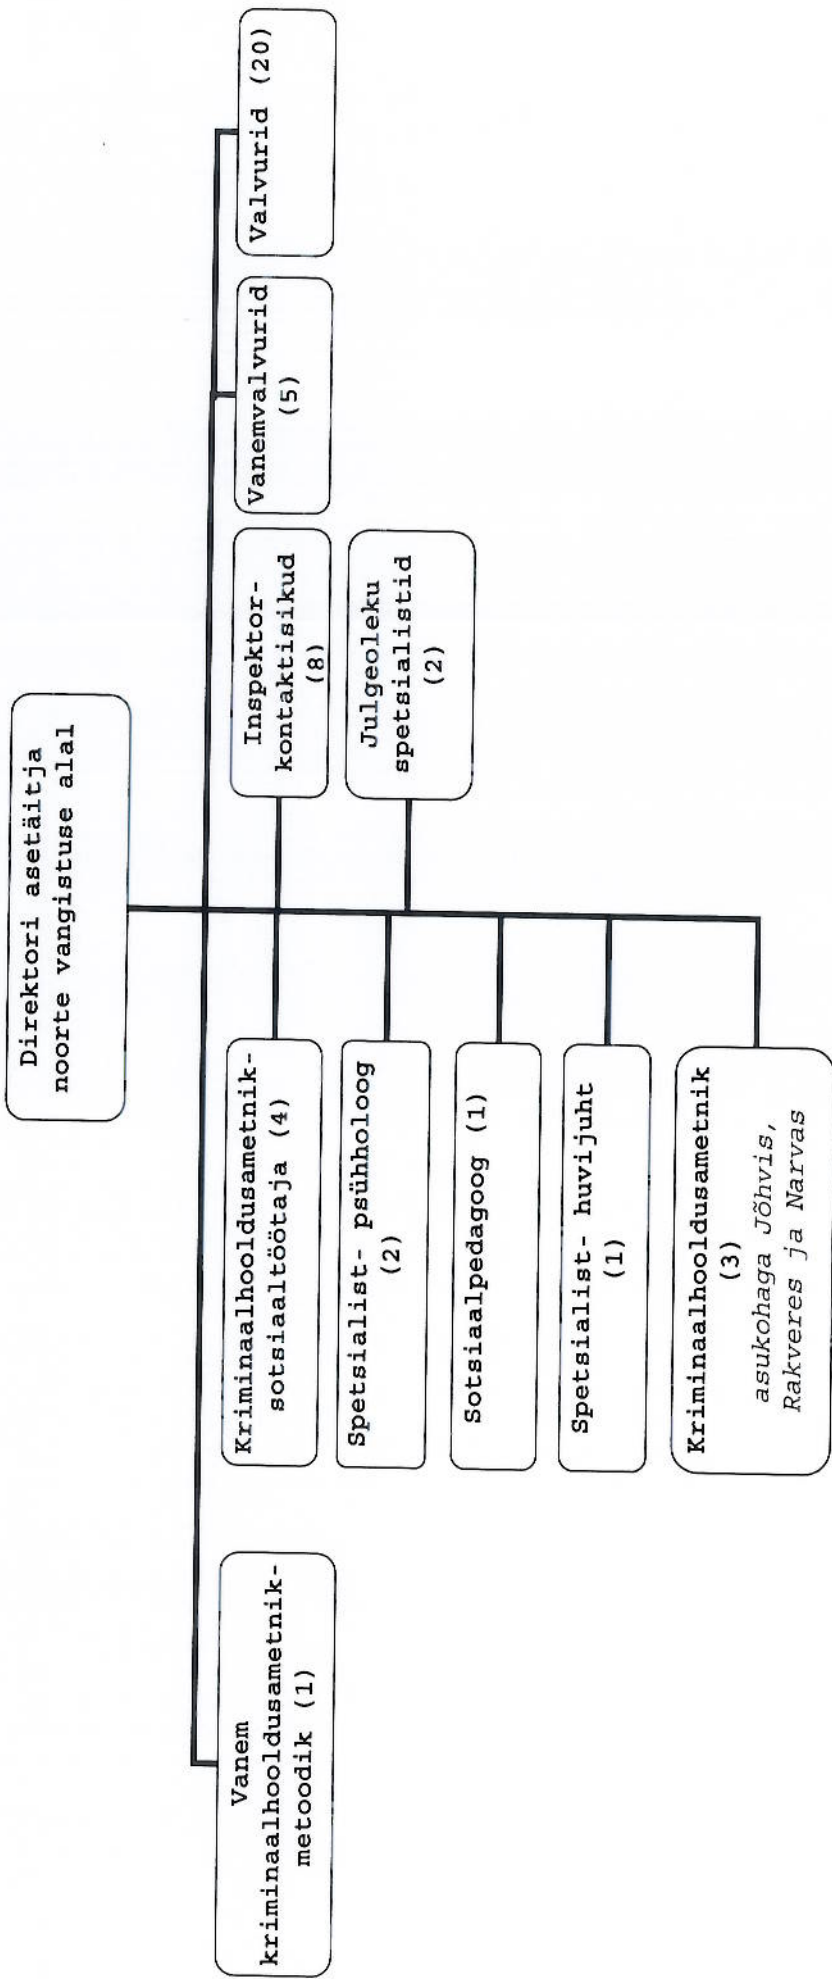 Direktori asetäitja
noorte vangistuse alal
Vanem
kriminaalhooldusametnik-
metoodik (1)
Kriminaalhooldusametnik-
sotsiaaltöötaja (4)
Spetsialist- psühholoog
(2)
Sotsiaalpedagoog (1)
Spetsialist- huvijuht
(1)
Kriminaalhooldusametnik
(3)
asukohaga Jõhvis,
Rakveres ja Narvas
Inspektor-
kontaktisikud
(8)
Julgeoleku
spetsialistid
(2)
Vanemvalvurid
(5)
Valvurid (20)